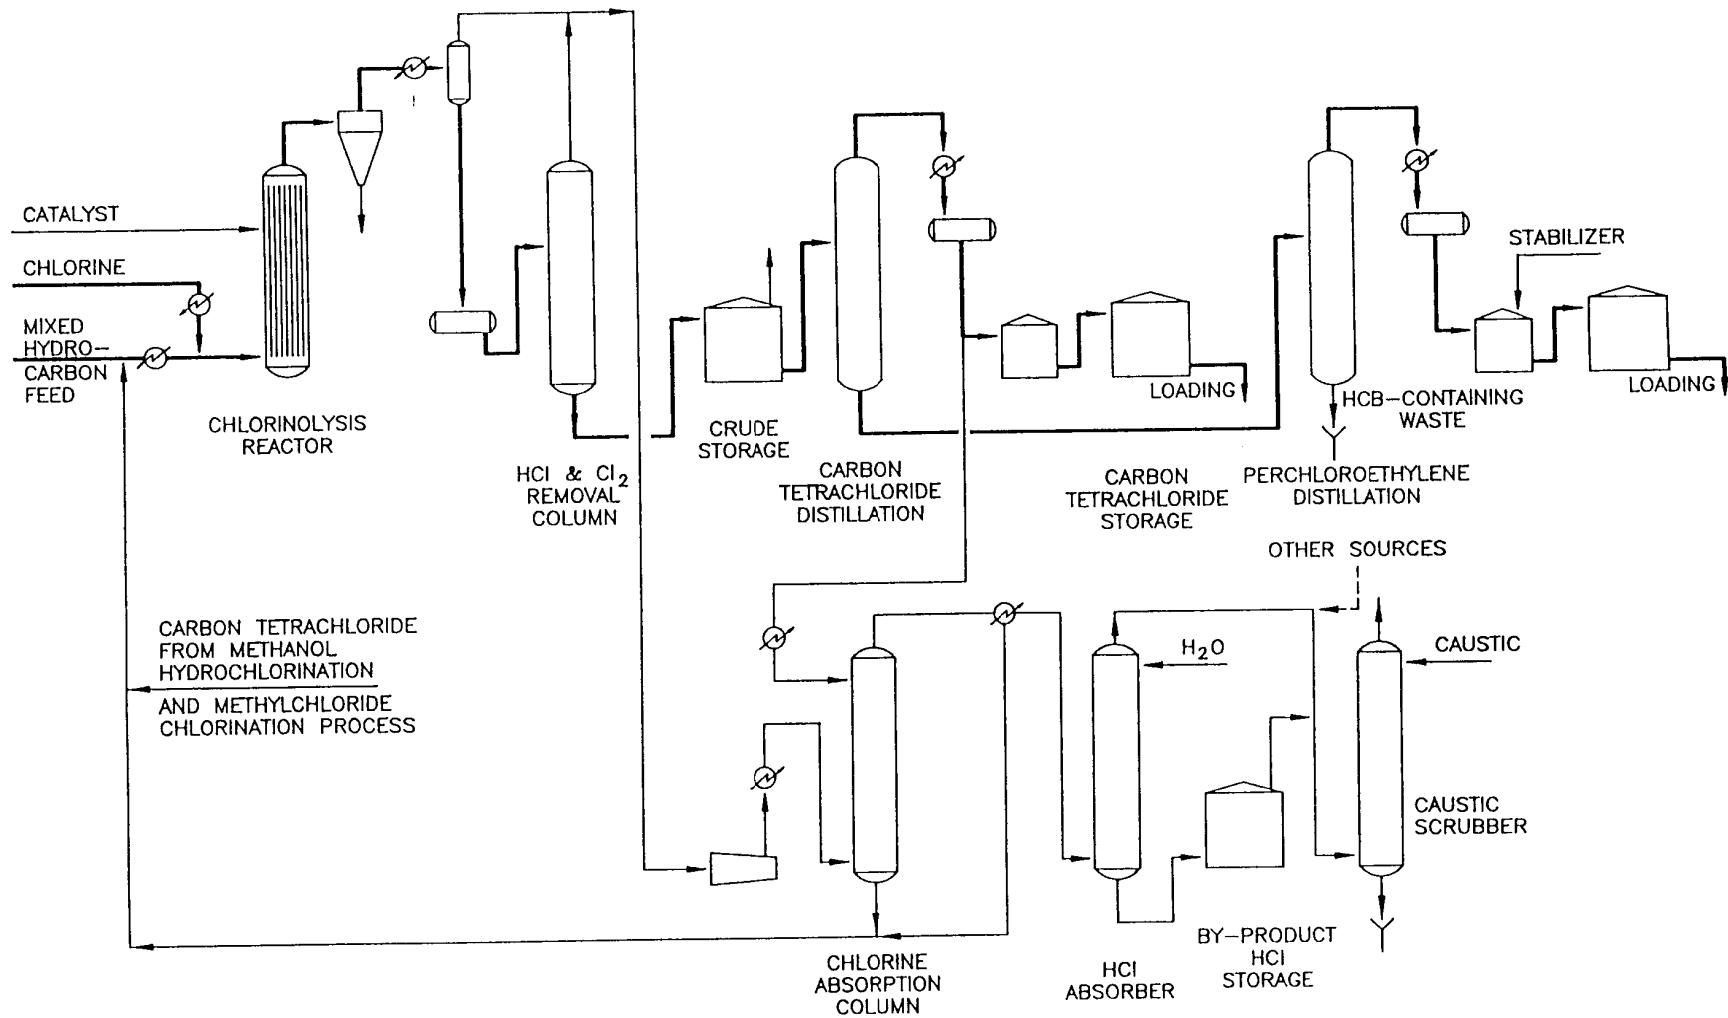 CATALYST
CHLORINE
MIXED
HYDRO-
CARBON
FEED
CHLORINOLYSIS
REACTOR
HCl & Cl2
REMOVAL
COLUMN
CRUDE
STORAGE
CARBON
TETRACHLORIDE
DISTILLATION
LOADING
CARBON
TETRACHLORIDE
STORAGE
STABILIZER
LOADING
HCB-CONTAINING
WASTE
PERCHLOROETHYLENE
DISTILLATION
OTHER SOURCES
CARBON TETRACHLORIDE
FROM METHANOL
HYDROCHLORINATION
AND METHYLCHLORIDE
CHLORINATION PROCESS
H2O
CAUSTIC
CAUSTIC
SCRUBBER
CHLORINE
ABSORPTION
COLUMN
HCl
ABSORBER
BY-PRODUCT
HCl
STORAGE